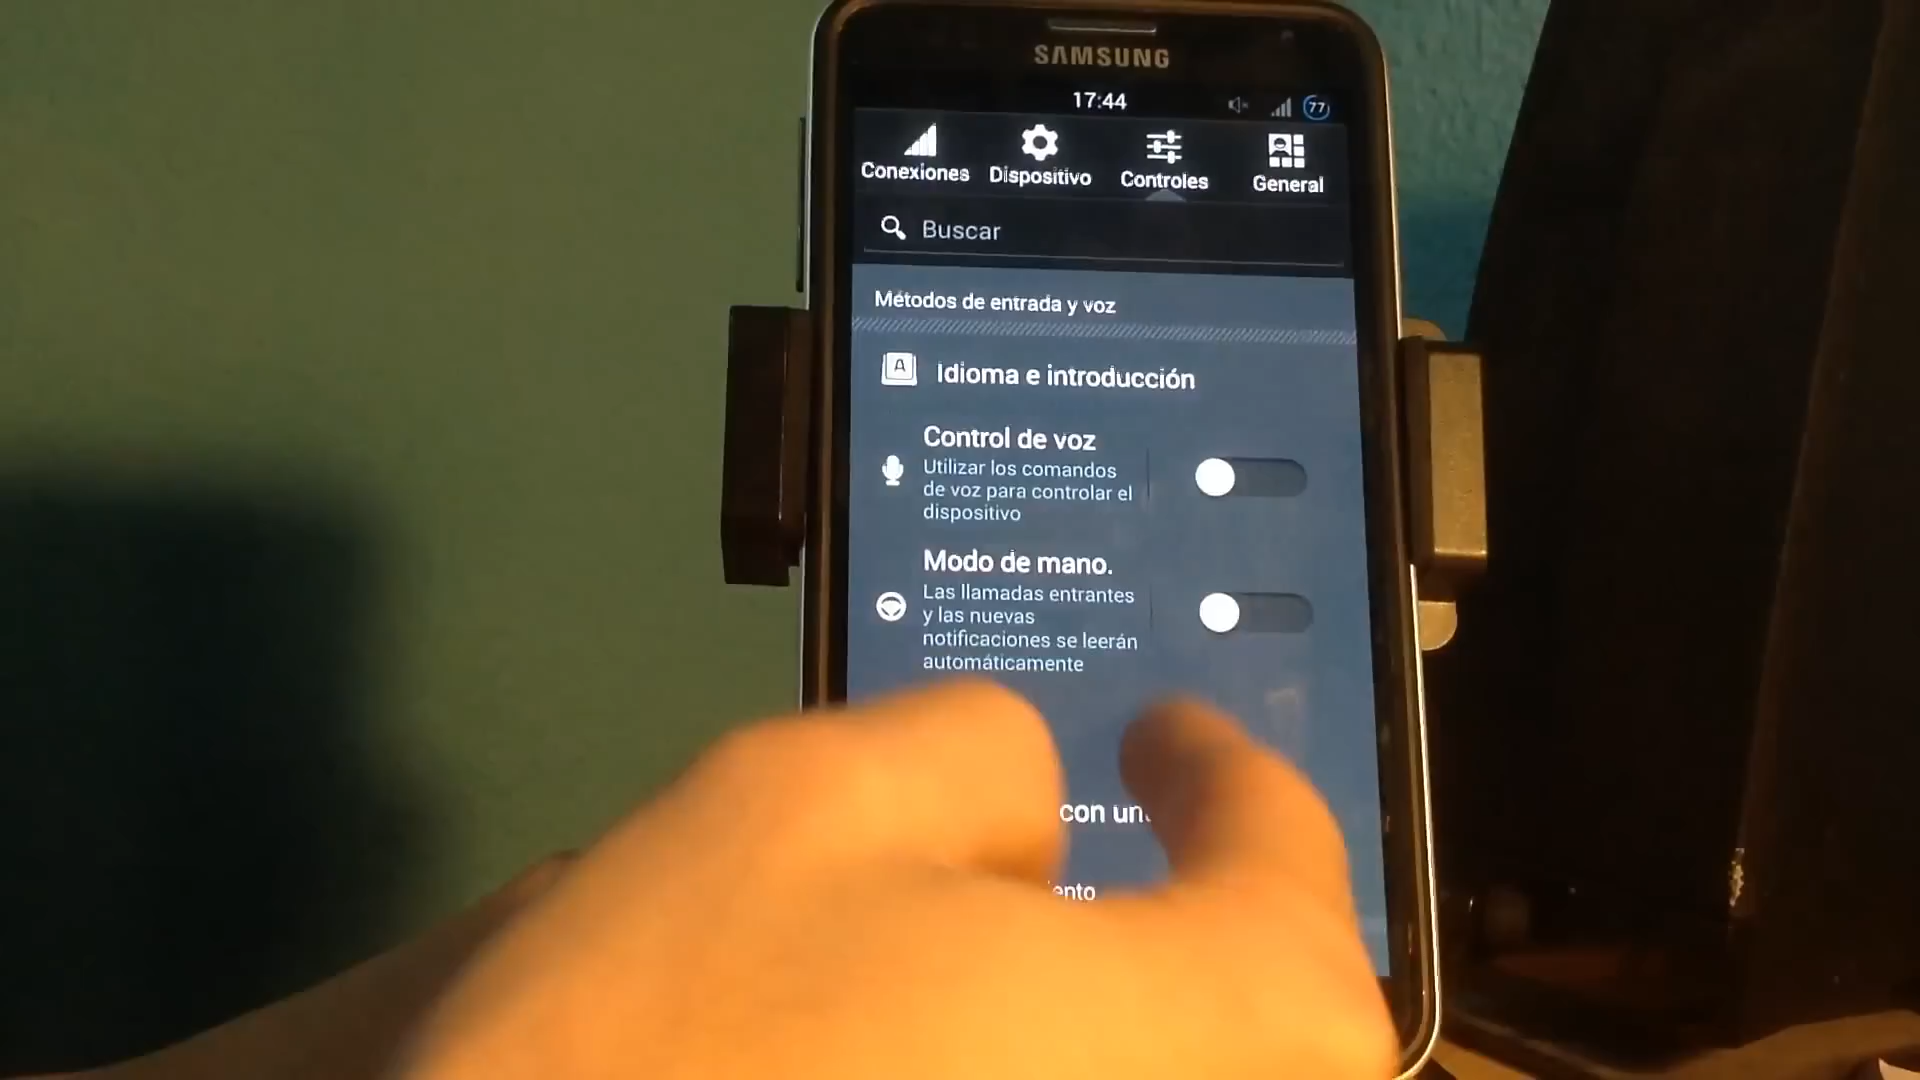 SAMSUNG
17:44
77
Conexiones Dispositivo Controles General
Buscar
Métodos de entrada y voz
A
Idioma e introducción
Control de voz
Utilizar los comandos
de voz para controlar el
dispositivo
Modo de mano.
Las llamadas entrantes
y las nuevas
notificaciones se leerán
automáticamente
con